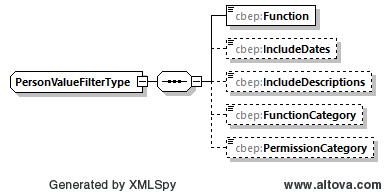 cbep:Function
cbep:IncludeDates
PersonValueFilterType
cbep:IncludeDescriptions
cbep:FunctionCategory
cbep:PermissionCategory
Generated by XMLSpy
www.altova.com